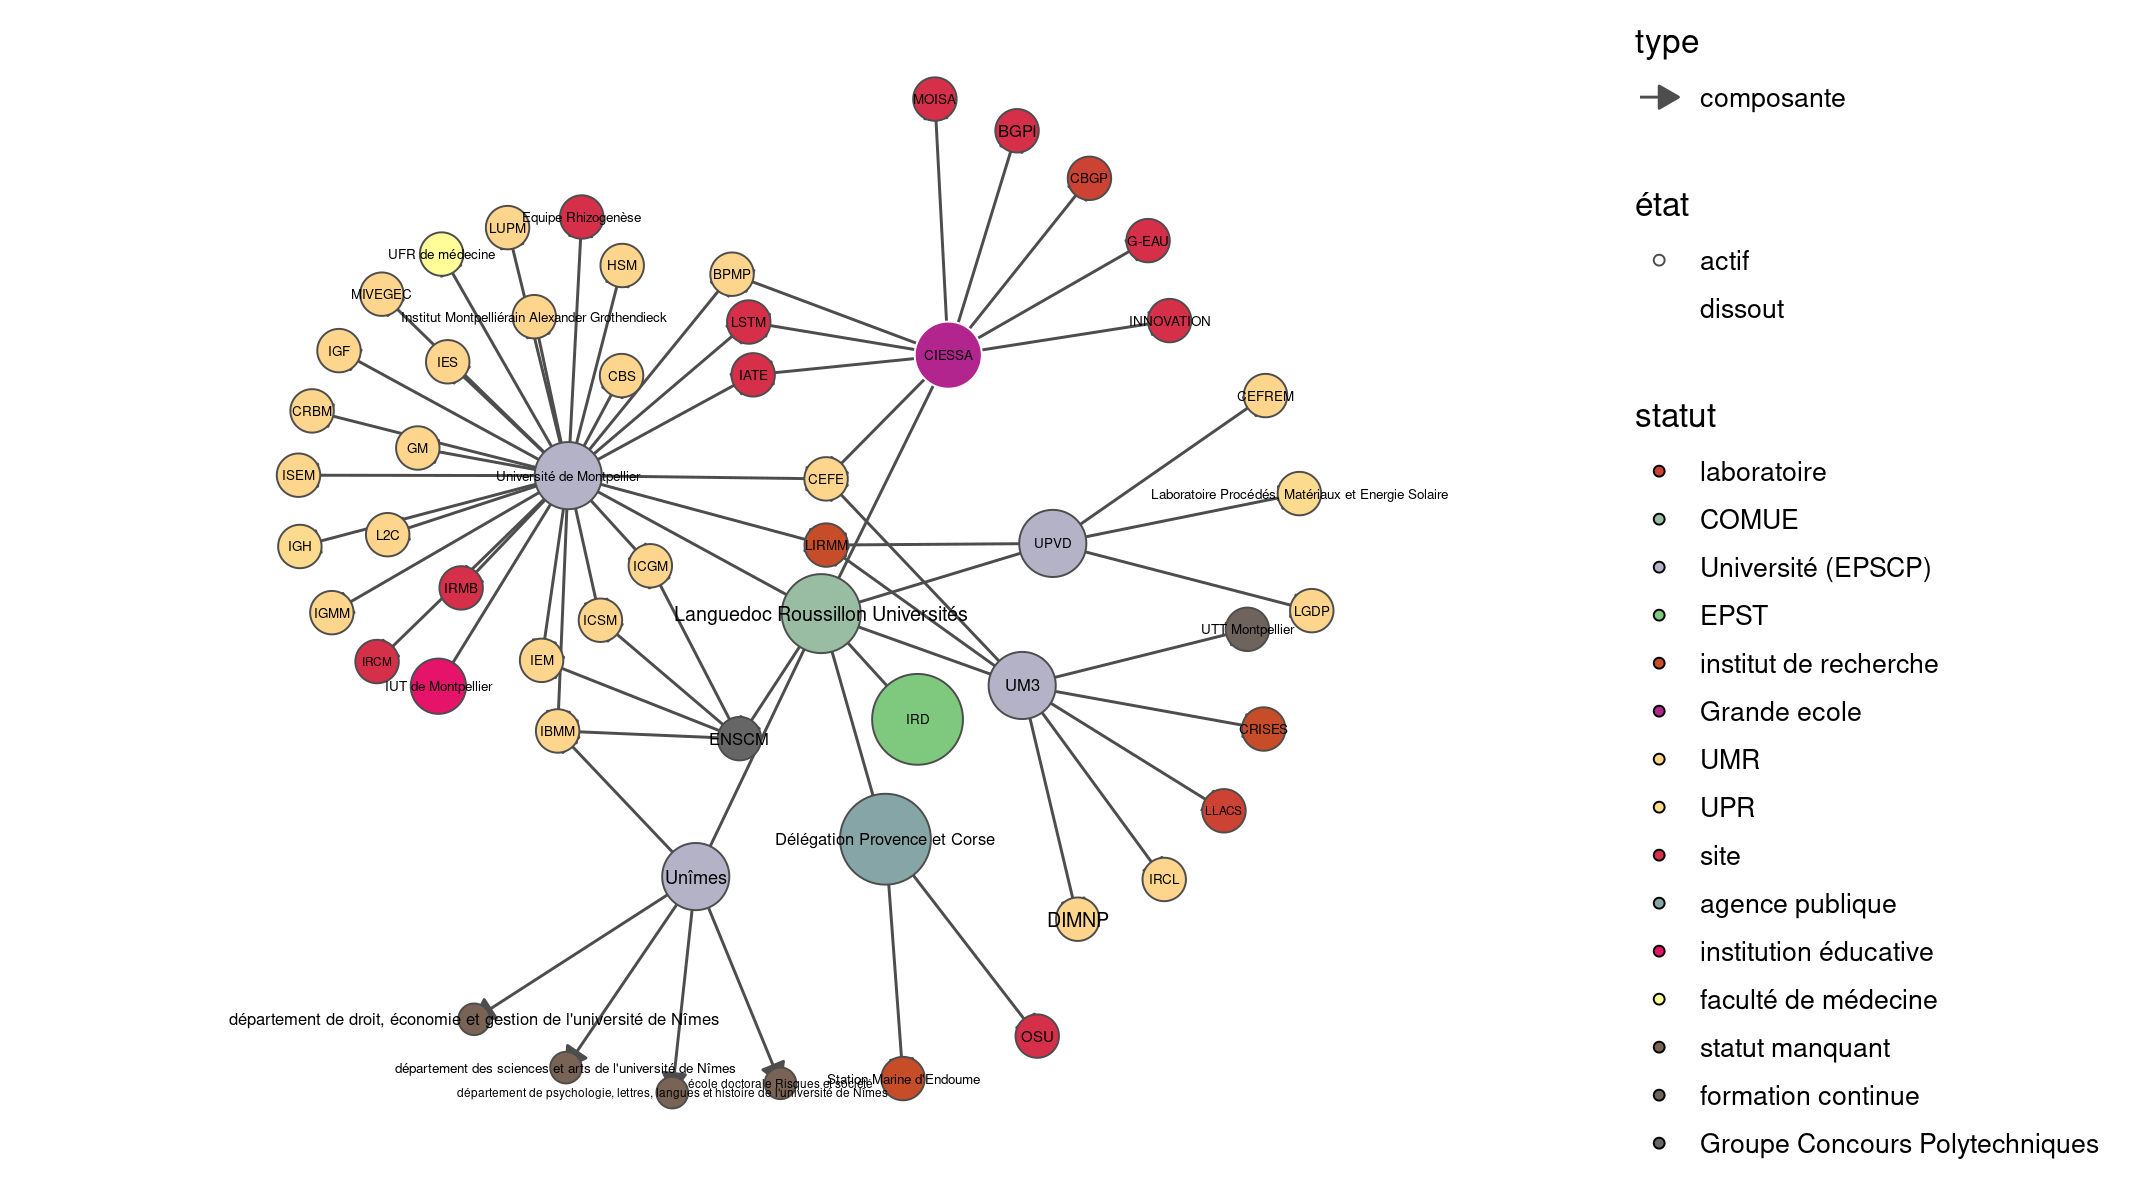 type
composante
état
actif
dissout
statut
laboratoire
COMUE
Université (EPSCP)
EPST
institut de recherche
Grande ecole
UMR
UPR
site
agence publique
institution éducative
faculté de médecine
statut manquant
formation continue
Groupe Concours Polytechniques
MOISA
BGPI
CBGP
LUPM
Equipe Rhizogenèse
G-EAU
UFR de médecine
HSM
BPMP
MIVEGEC
Institut Montpelliérain Alexander Grothendieck
LSTM
INNOVATION
IGF
IES
CIESSA
CBS
IATE
CEFREM
CRBM
GM
ISEM
Université de Montpellier
CEFE
Laboratoire Procédés, Matériaux et Energie Solaire
L2C
IGH
LIRMM
UPVD
ICGM
IRMB
IGMM
ICSM
Languedoc Roussillon Universités
LGDP
UTT Montpellier
IRCM
IEM
IUT de Montpellier
UM3
IRD
IBMM
ENSCM
CRISES
LLACS
Délégation Provence et Corse
Unîmes
IRCL
DIMNP
département de droit, économie et gestion de l'université de Nîmes
OSU
département des sciences et arts de l'université de Nîmes
école doctorale Risques et société
Station Marine d'Endoume
département de psychologie, lettres, langues et histoire de l'université de Nîmes